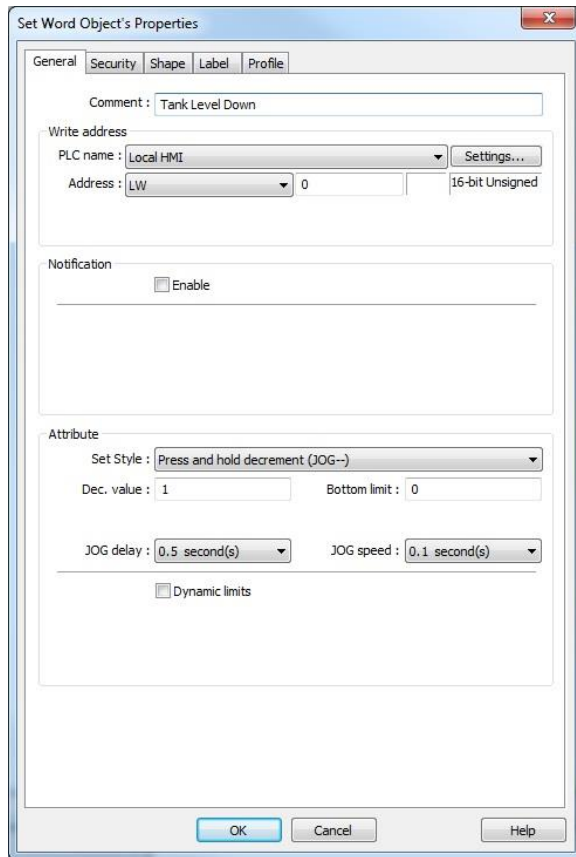 Set Word Object's Properties
General Security Shape Label Profile
Comment : Tank Level Down
Write address
PLC name : Local HMI Settings...
Address : LW 0 16-bit Unsigned
Notification
Enable
Attribute
Set Style : Press and hold decrement (JOG--)
Dec. value : 1 Bottom limit : 0
JOG delay : 0.5 second(s) JOG speed : 0.1 second(s)
Dynamic limits
OK Cancel Help